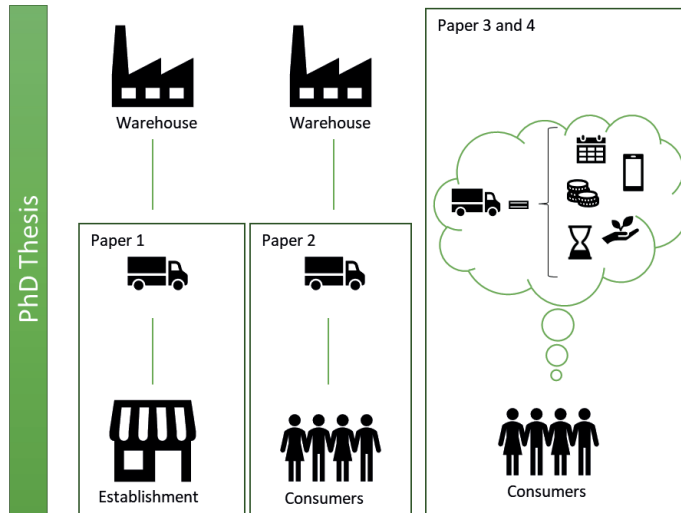 PhD Thesis
Warehouse
Warehouse
Paper 1
Paper 2
Establishment
Consumers
Paper 3 and 4
Consumers